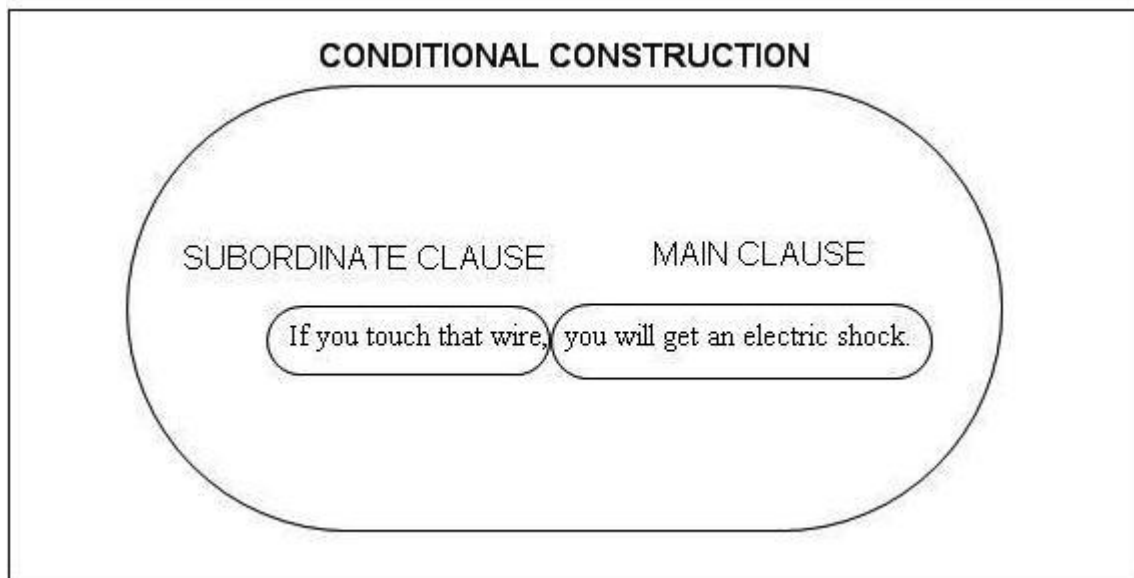 CONDITIONAL CONSTRUCTION
SUBORDINATE CLAUSE MAIN CLAUSE
If you touch that wire, you will get an electric shock.